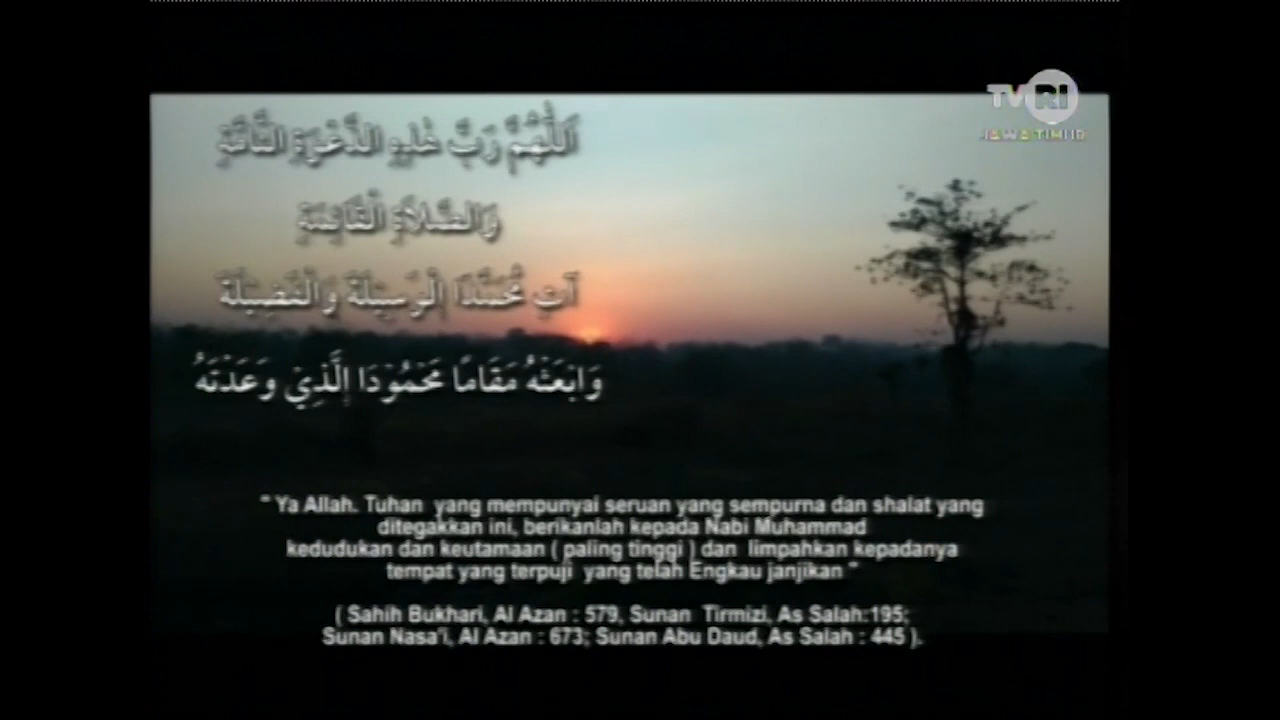 اَللّٰهُمَّ رَبَّ هٰذِهِ الدَّعْوَةِ التَّامَّةِ
وَالصَّلَاةِ الْقَائِمَةِ
آتِ مُحَمَّدًا الْوَسِيْلَةَ وَالْفَضِيْلَةَ
وَابْعَثْهُ مَقَامًا مَحْمُوْدَا إِلَّذِيْ وَعَدْتَهُ
TVRI
JAWA TIMUR
" Ya Allah. Tuhan yang mempunyai seruan yang sempurna dan shalat yang
ditegakkan ini, berikanlah kepada Nabi Muhammad
kedudukan dan keutamaan ( paling tinggi ) dan limpahkan kepadanya
tempat yang terpuji yang telah Engkau janjikan "
( Sahih Bukhari, Al Azan : 579, Sunan Tirmizi, As Salah:195;
Sunan Nasa'i, Al Azan : 673; Sunan Abu Daud, As Salah : 445 ).